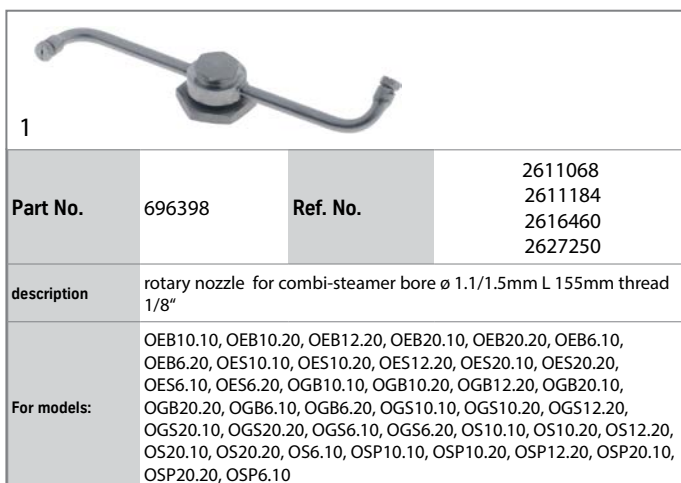 1
Part No. 696398 Ref. No. 2611068
2611184
2616460
2627250
description rotary nozzle for combi-steamer bore ø 1.1/1.5mm L 155mm thread
1/8“
For models: OEB10.10, OEB10.20, OEB12.20, OEB20.10, OEB20.20, OEB6.10,
OEB6.20, OES10.10, OES10.20, OES12.20, OES20.10, OES20.20,
OES6.10, OES6.20, OGB10.10, OGB10.20, OGB12.20, OGB20.10,
OGB20.20, OGB6.10, OGB6.20, OGS10.10, OGS10.20, OGS12.20,
OGS20.10, OGS20.20, OGS6.10, OGS6.20, OS10.10, OS10.20, OS12.20,
OS20.10, OS20.20, OS6.10, OSP10.10, OSP10.20, OSP12.20, OSP20.10,
OSP20.20, OSP6.10